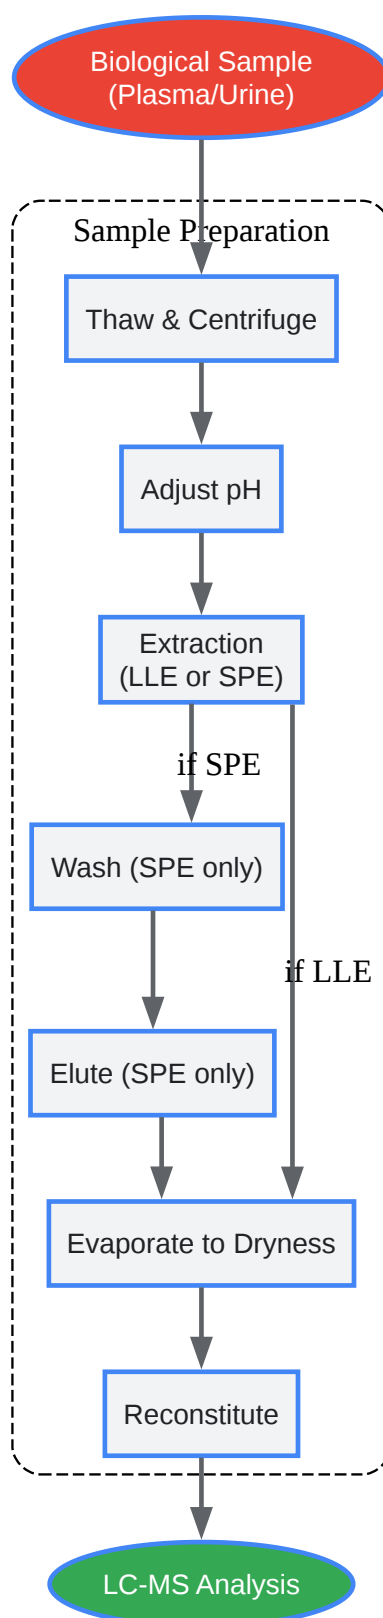 Biological Sample
(Plasma/Urine)
Sample Preparation
Thaw & Centrifuge
Adjust pH
Extraction
(LLE or SPE)
if SPE
Wash (SPE only)
if LLE
Elute (SPE only)
Evaporate to Dryness
Reconstitute
LC-MS Analysis